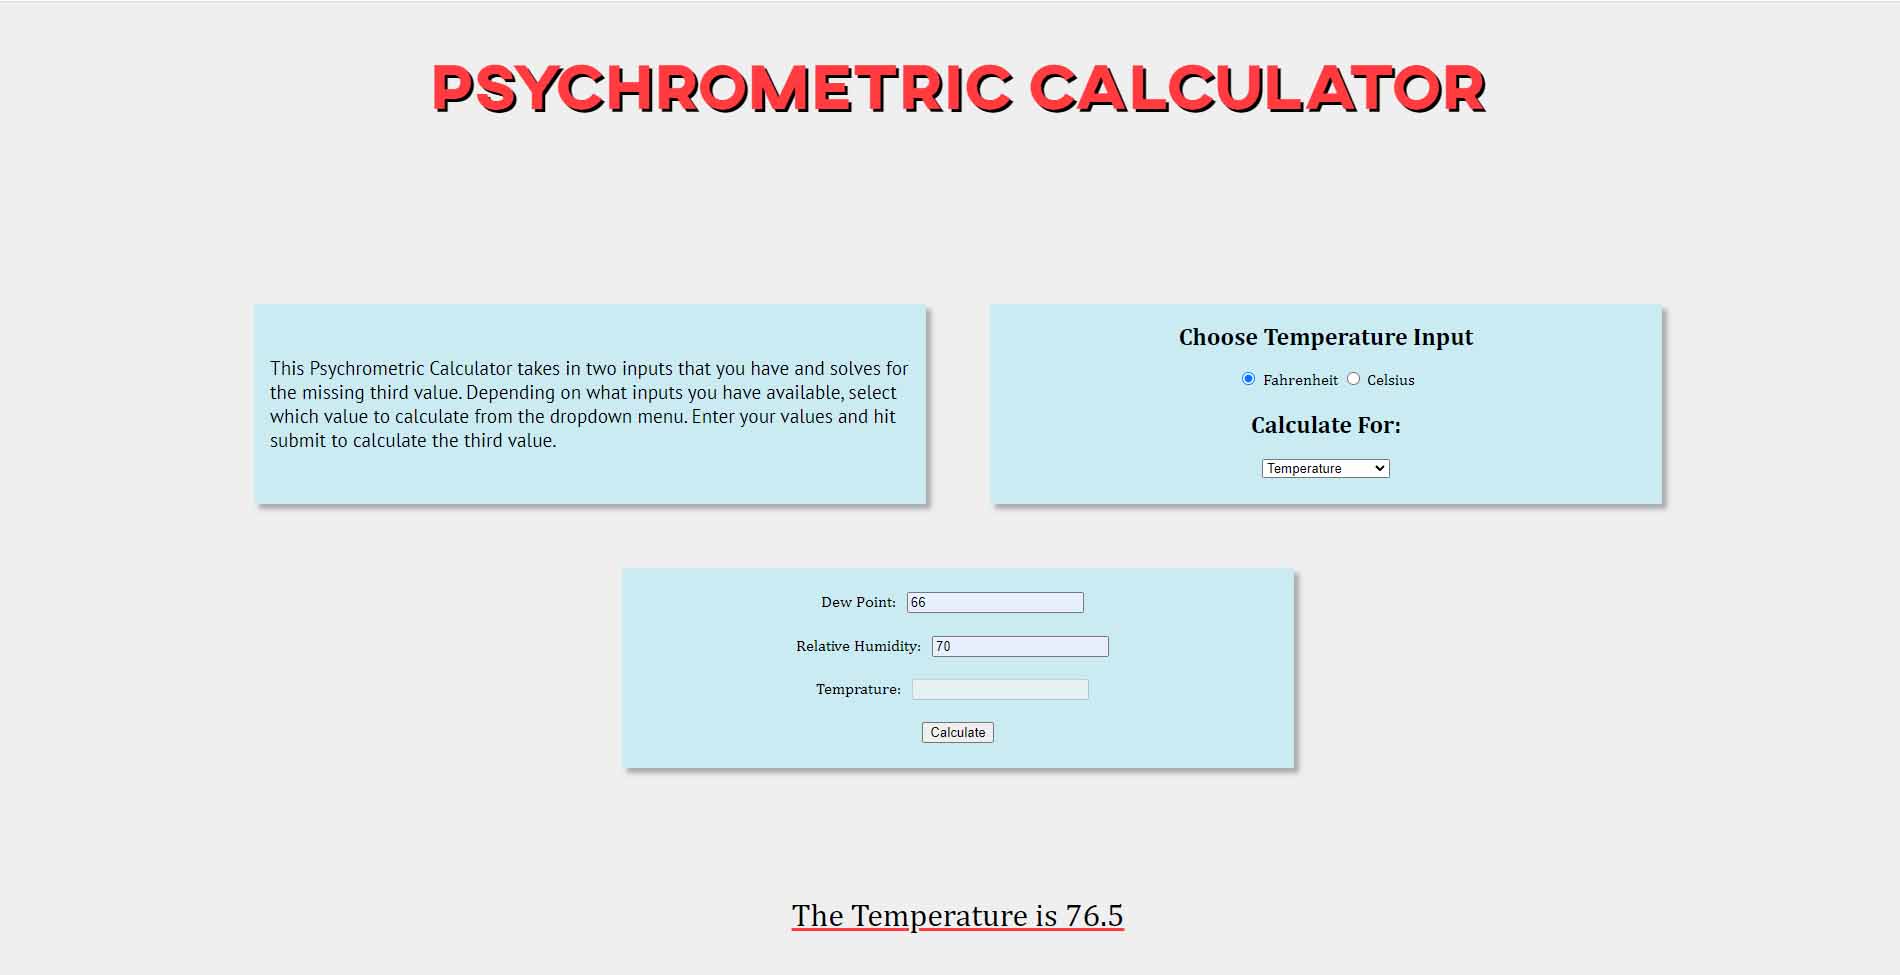 PSYCHROMETRIC CALCULATOR
This Psychrometric Calculator takes in two inputs that you have and solves for
the missing third value. Depending on what inputs you have available, select
which value to calculate from the dropdown menu. Enter your values and hit
submit to calculate the third value.
Choose Temperature Input
Fahrenheit Celsius
Calculate For:
Temperature
Dew Point: 66
Relative Humidity: 70
Temprature:
Calculate
The Temperature is 76.5